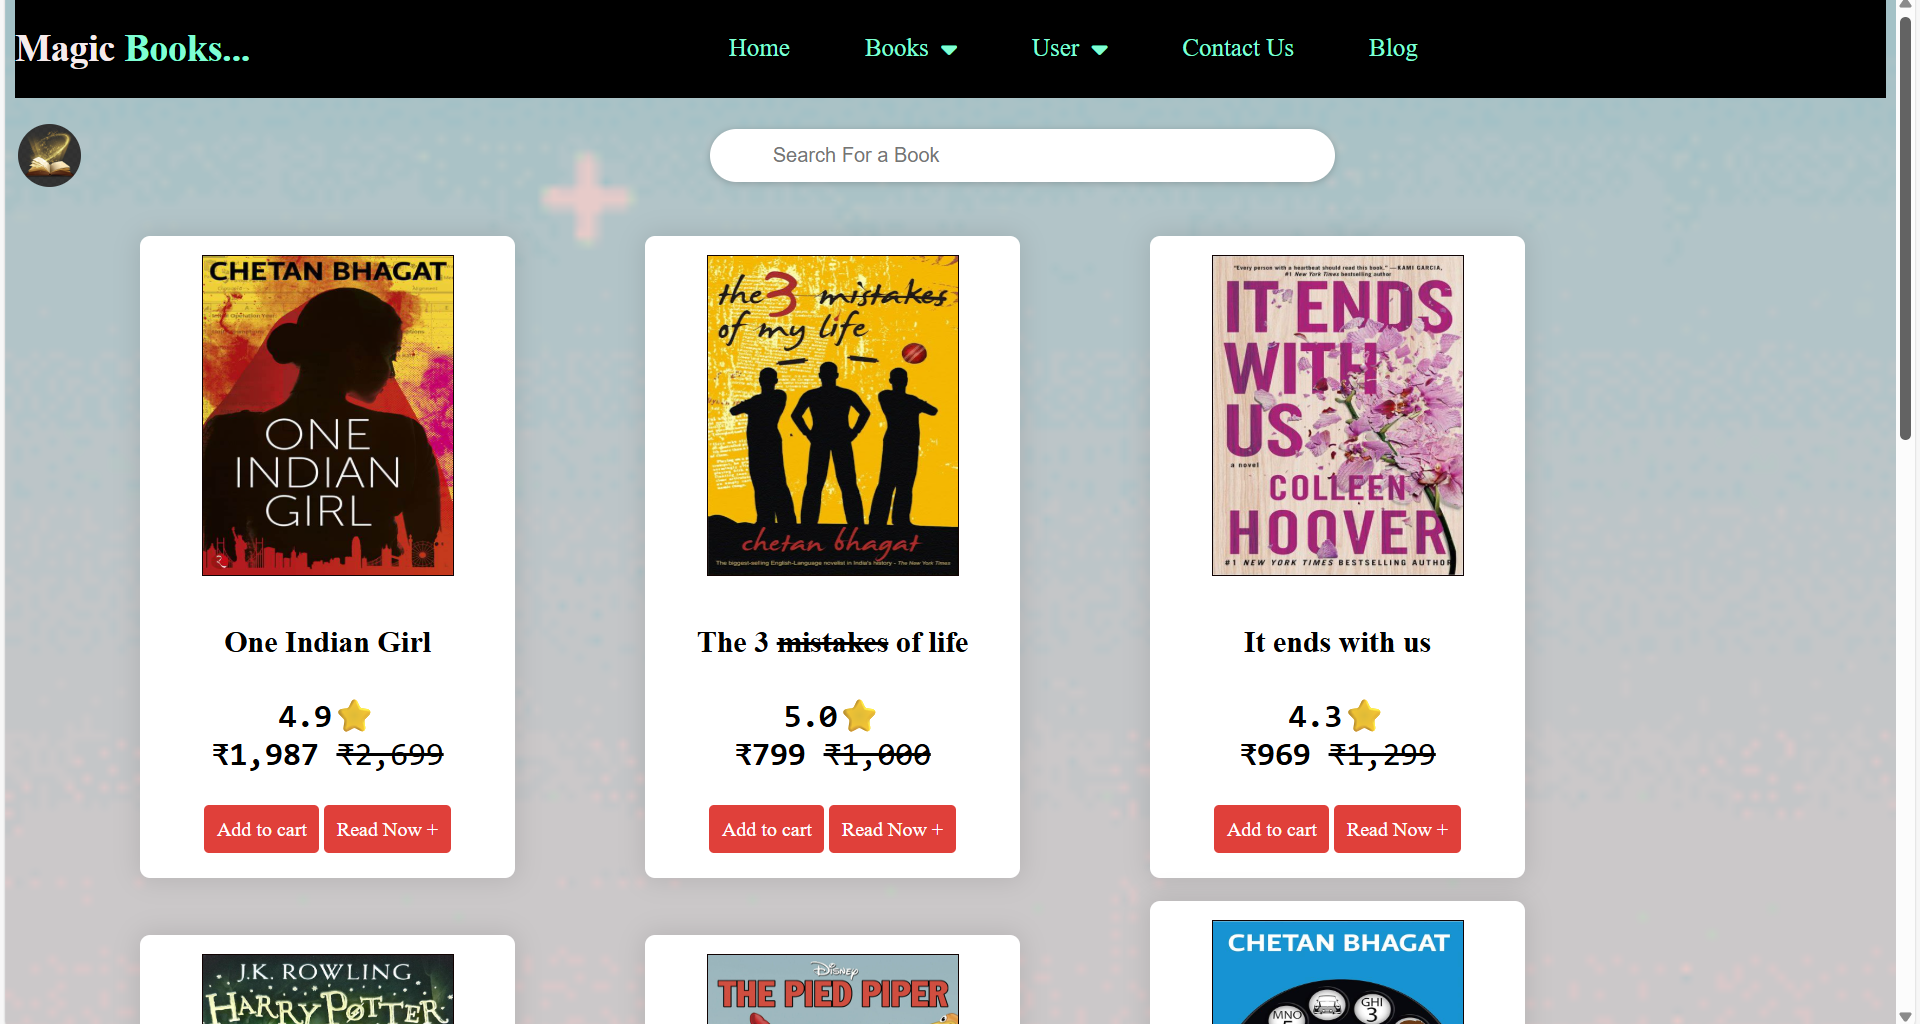 Magic Books...
Home
Books
User
Contact Us
Blog
Search For a Book
CHETAN BHAGAT
ONE
INDIAN
GIRL
One Indian Girl
4.9
₹1,987 ₹2,699
Add to cart
Read Now +
the 3 mistakes
of my life
chetan bhagat
The biggest-selling English-Language novelist in India's history - The New York Times
The 3 mistakes of life
5.0
₹799 ₹1,000
Add to cart
Read Now +
"Every person with a heartbeat should read this book." — KAMI GARCIA,
#1 New York Times bestselling author
IT ENDS
WITH
US
a novel
COLLEEN
HOOVER
#1 NEW YORK TIMES BESTSELLING AUTHOR
It ends with us
4.3
₹969 ₹1,299
Add to cart
Read Now +
J.K. ROWLING
HARRY POTTER
DISNEY
THE PIED PIPER
CHETAN BHAGAT
MNO
GHI
3